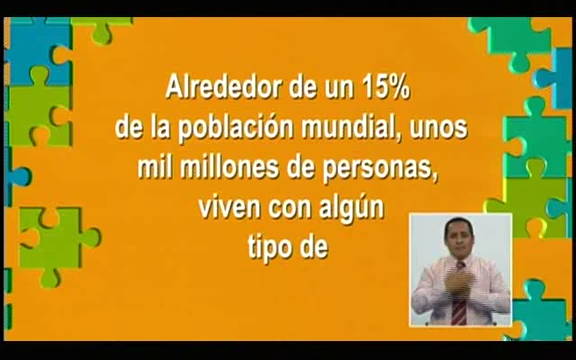 Alrededor de un 15%
de la población mundial, unos
mil millones de personas,
viven con algún
tipo de